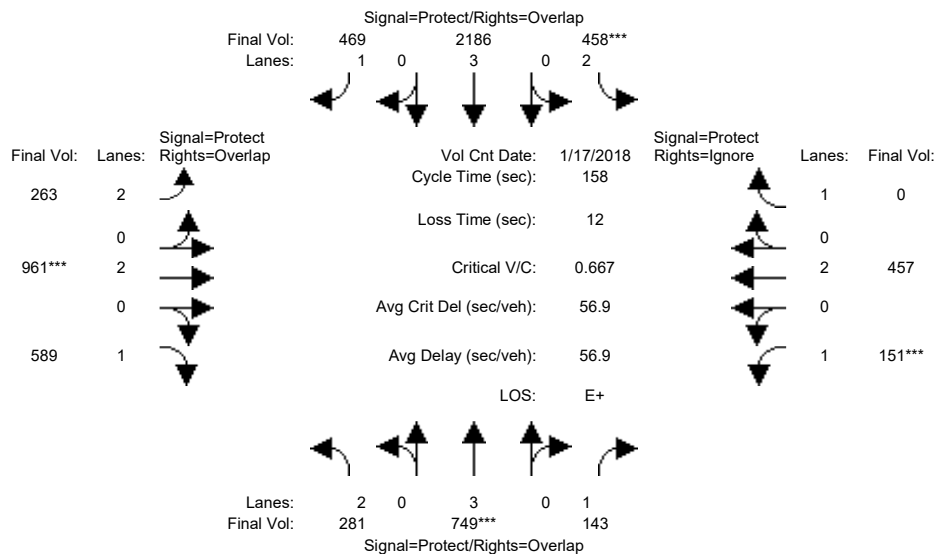 Signal=Protect/Rights=Overlap
Final Vol: 469 2186 458***
Lanes: 1 0 3 0 2
Signal=Protect Signal=Protect
Final Vol: Lanes: Rights=Overlap Vol Cnt Date: 1/17/2018 Rights=Ignore Lanes: Final Vol:
Cycle Time (sec): 158
263 2 1 0
Loss Time (sec): 12
0 0
961*** 2 Critical V/C: 0.667 2 457
0 Avg Crit Del (sec/veh): 56.9 0
589 1 Avg Delay (sec/veh): 56.9 1 151***
LOS: E+
Lanes: 2 0 3 0 1
Final Vol: 281 749*** 143
Signal=Protect/Rights=Overlap